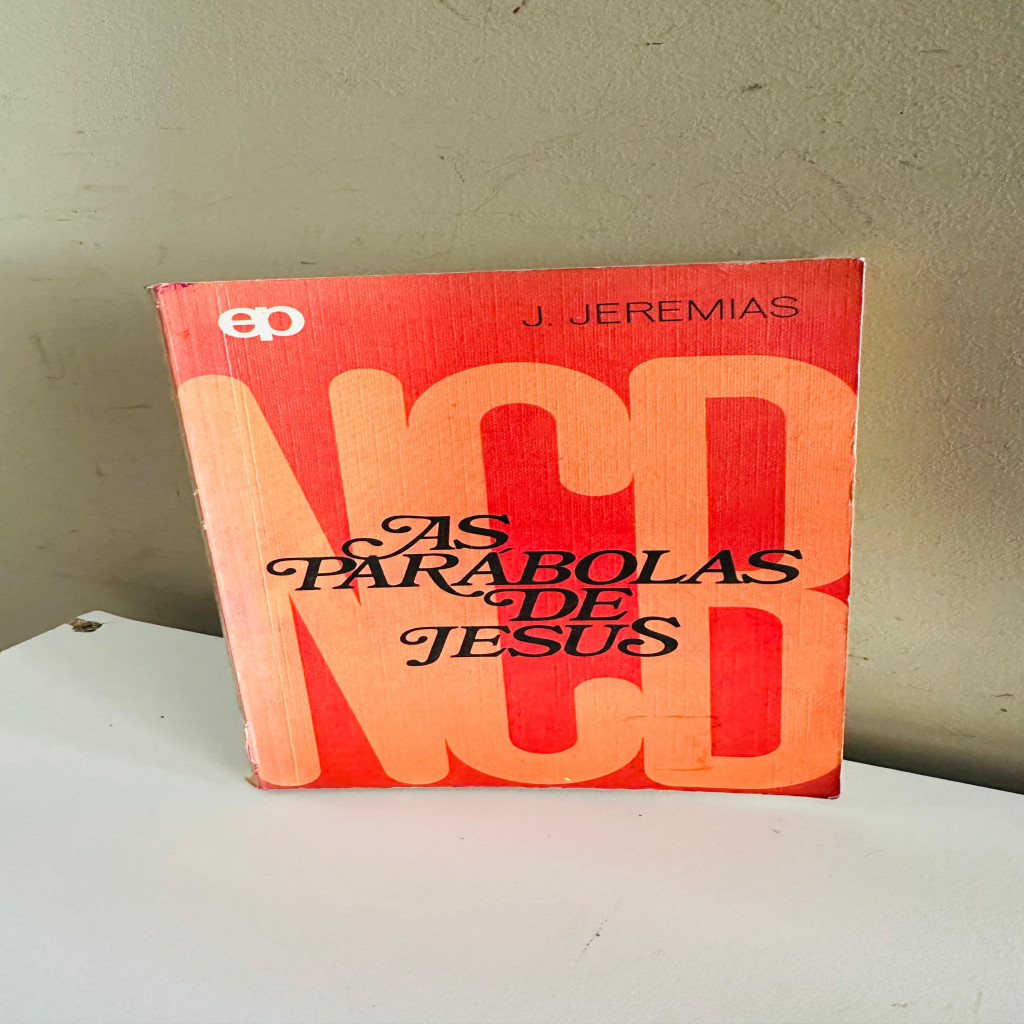 ep
J. JEREMIAS
NCB
AS
PARÁBOLAS
DE
JESUS